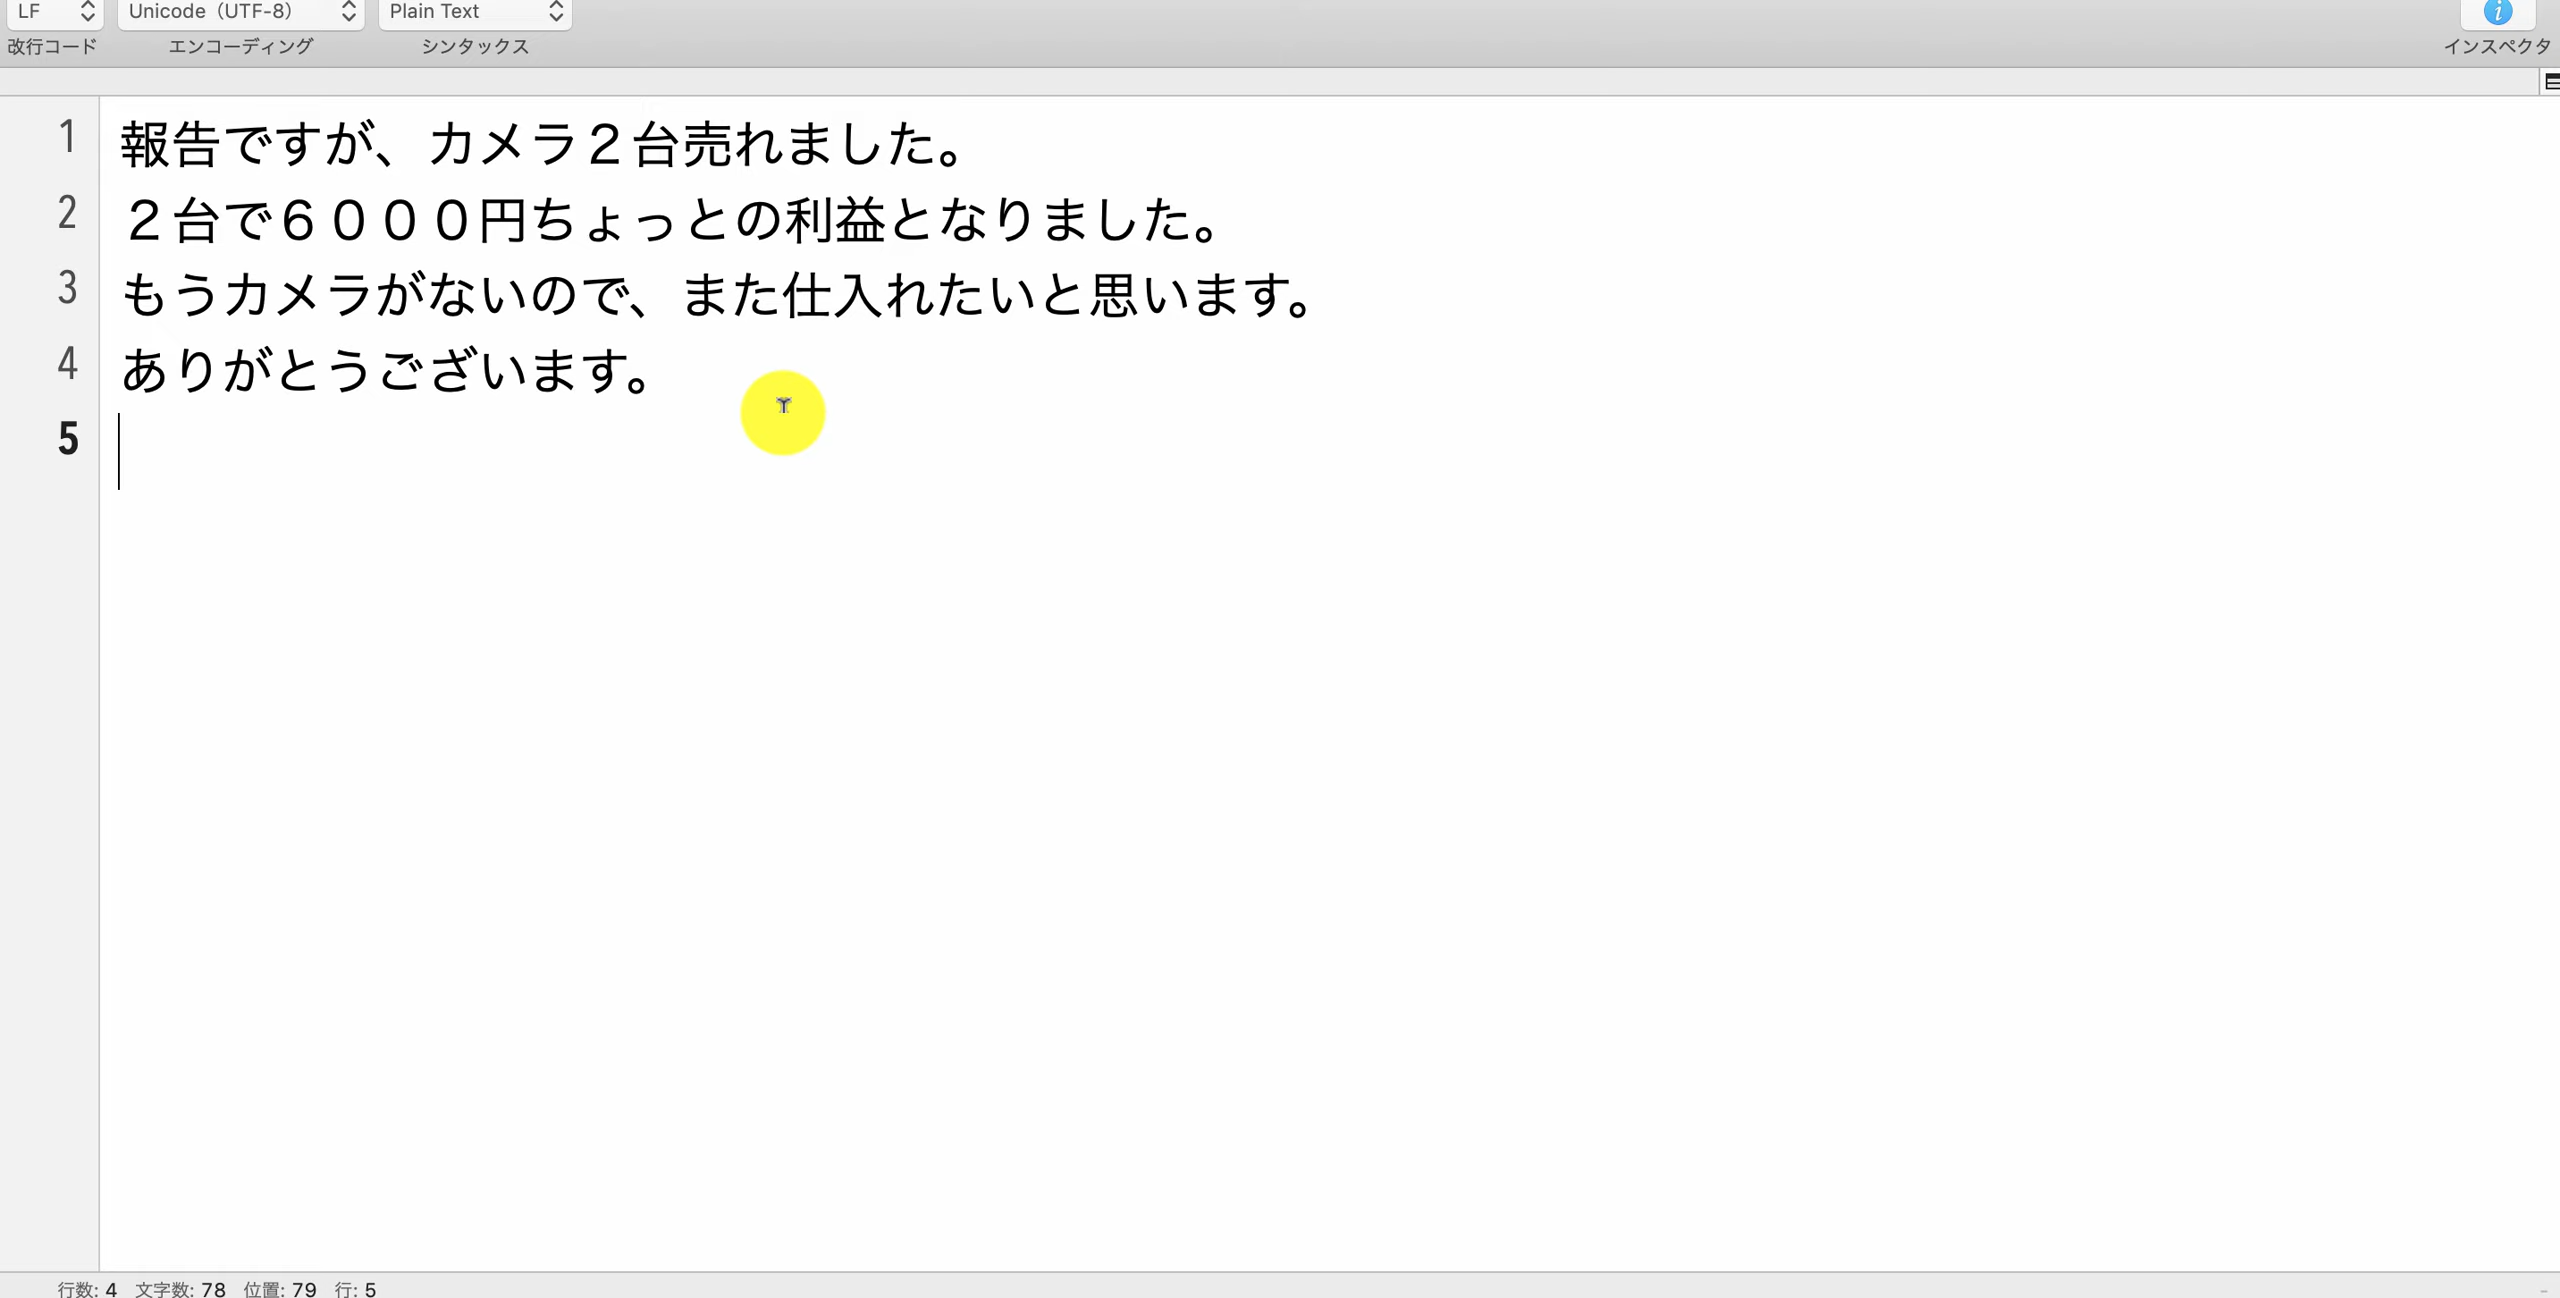 LF Unicode（UTF-8） Plain Text
改行コード エンコーディング シンタックス インスペクタ
1 報告ですが、カメラ２台売れました。
2 ２台で６０００円ちょっとの利益となりました。
3 もうカメラがないので、また仕入れたいと思います。
4 ありがとうございます。
5
行数: 4 文字数: 78 位置: 79 行: 5